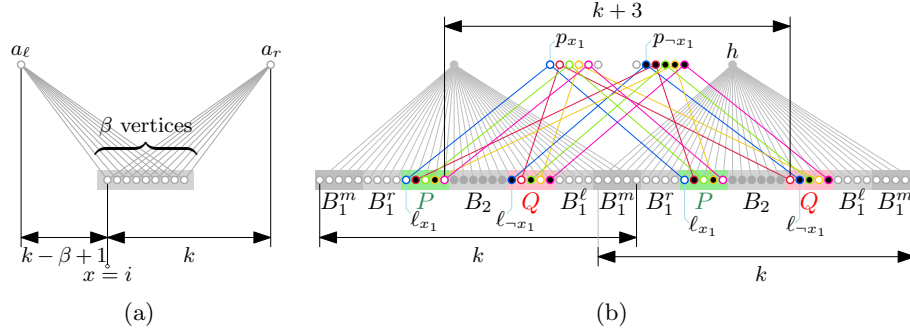 a_ℓ
a_r
β vertices
k − β + 1
k
x = i
(a)
k + 3
p_{x_1}
p_{¬x_1}
h
B_1^m B_1^r P B_2 Q B_1^ℓ B_1^m B_1^r P B_2 Q B_1^ℓ B_1^m
ℓ_{x_1} ℓ_{¬x_1} ℓ_{x_1} ℓ_{¬x_1}
k
k
(b)